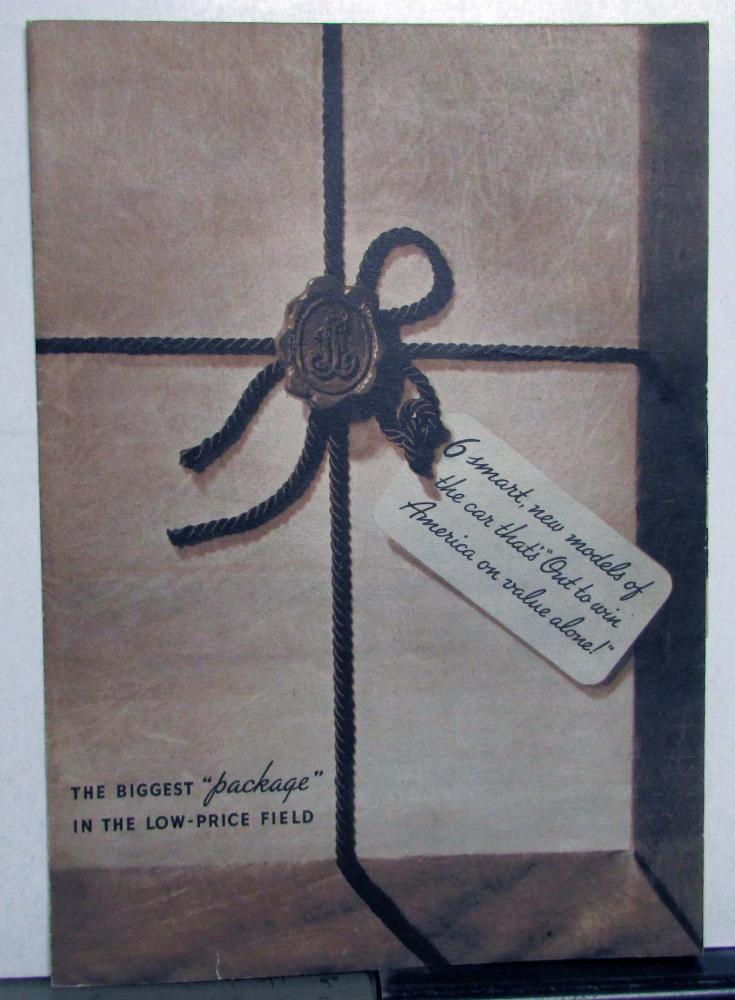 6 smart, new models of
the car that's "Out to win
America on value alone!"
THE BIGGEST "package"
IN THE LOW-PRICE FIELD